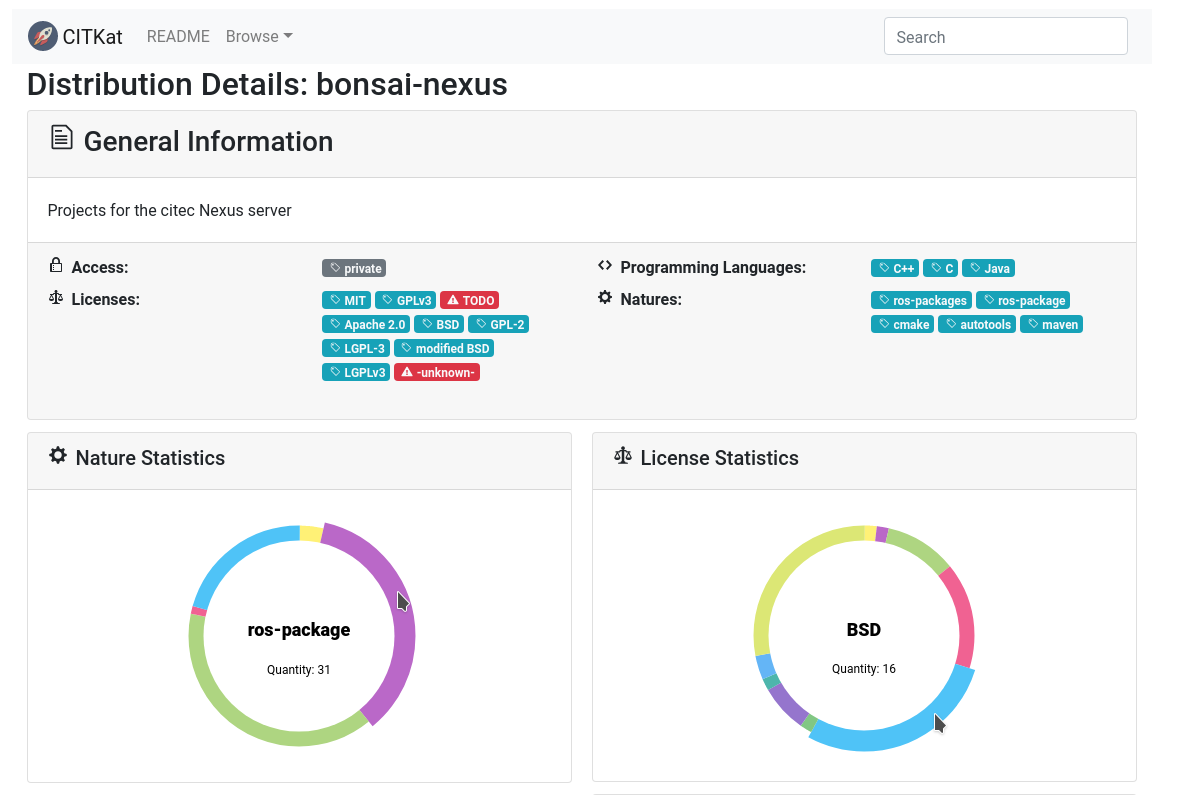 CITKat README Browse Search
Distribution Details: bonsai-nexus
General Information
Projects for the citec Nexus server
Access: private
Licenses: MIT GPLv3 TODO
Apache 2.0 BSD GPL-2
LGPL-3 modified BSD
LGPLv3 -unknown-
Programming Languages: C++ C Java
Natures: ros-packages ros-package
cmake autotools maven
Nature Statistics
ros-package
Quantity: 31
License Statistics
BSD
Quantity: 16